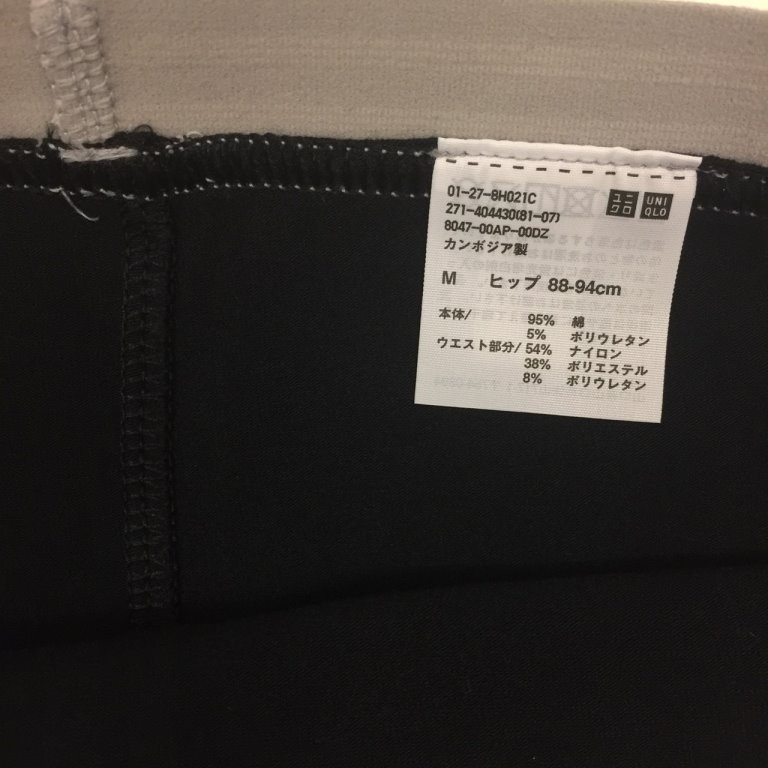 01-27-8H021C
ユニクロ UNIQLO
271-404430(81-07)
8047-00AP-00DZ
カンボジア製
M ヒップ 88-94cm
本体/ 95% 綿
5% ポリウレタン
ウエスト部分/ 54% ナイロン
38% ポリエステル
8% ポリウレタン